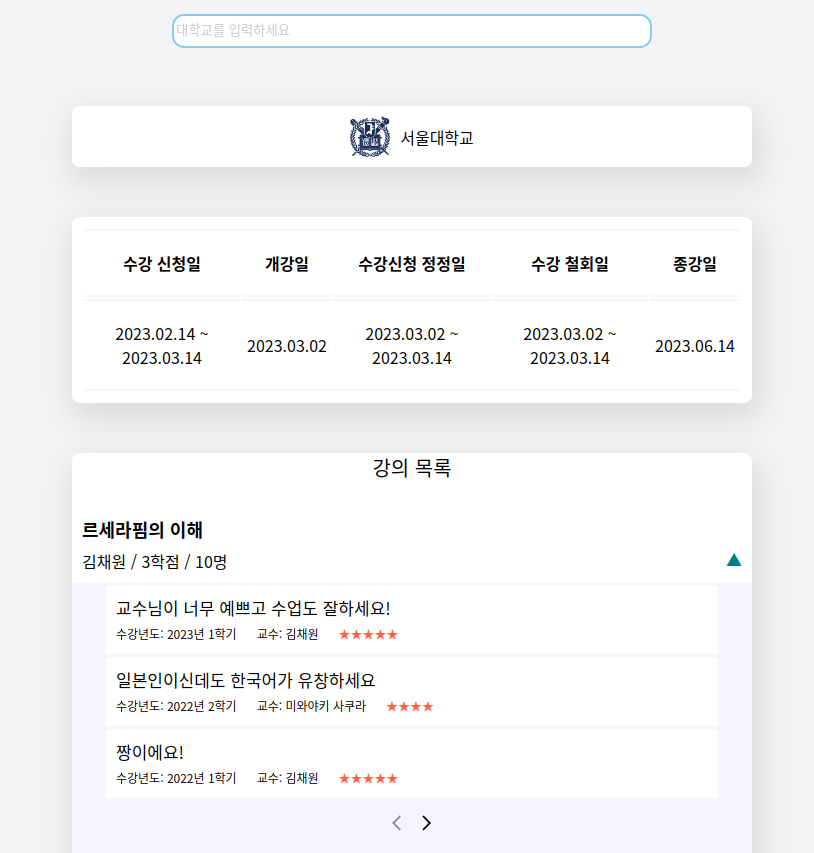 대학교를 입력하세요
서울대학교
수강 신청일 개강일 수강신청 정정일 수강 철회일 종강일
2023.02.14 ~ 2023.03.02 ~ 2023.03.02 ~
2023.03.02 2023.06.14
2023.03.14 2023.03.14 2023.03.14
강의 목록
르세라핌의 이해
김채원 / 3학점 / 10명
교수님이 너무 예쁘고 수업도 잘하세요!
수강년도: 2023년 1학기 교수: 김채원 ★★★★★
일본인이신데도 한국어가 유창하세요
수강년도: 2022년 2학기 교수: 미와야키 사쿠라 ★★★★
짱이에요!
수강년도: 2022년 1학기 교수: 김채원 ★★★★★